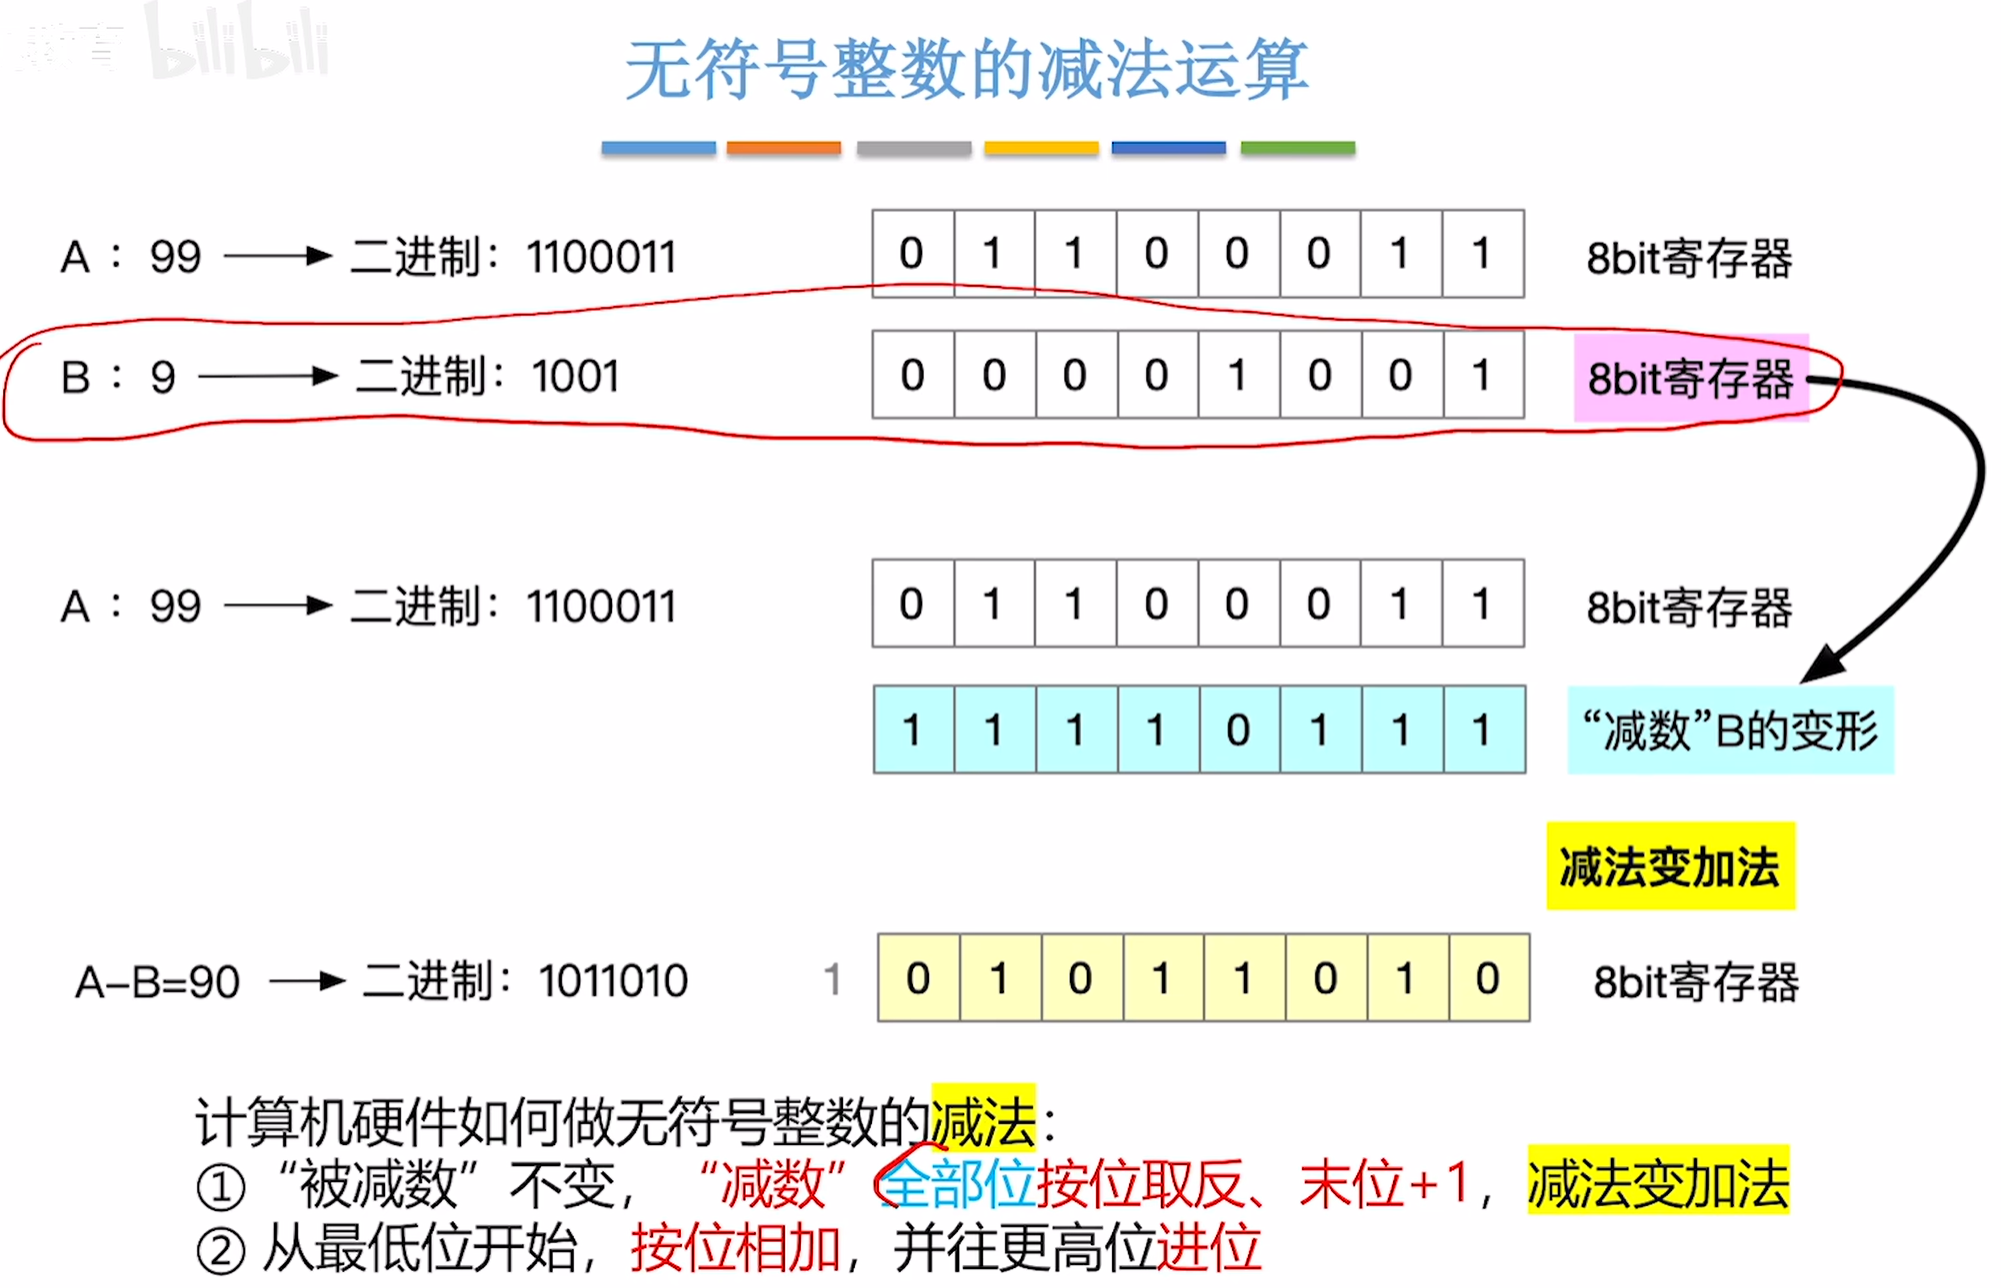 教育 bilibili
无符号整数的减法运算
A：99 → 二进制：1100011 0 1 1 0 0 0 1 1 8bit寄存器
B：9 → 二进制：1001 0 0 0 0 1 0 0 1 8bit寄存器
A：99 → 二进制：1100011 0 1 1 0 0 0 1 1 8bit寄存器
1 1 1 1 0 1 1 1 “减数”B的变形
减法变加法
A-B=90 → 二进制：1011010 1 0 1 0 1 1 0 1 0 8bit寄存器
计算机硬件如何做无符号整数的减法：
① “被减数”不变，“减数”全部位按位取反、末位+1，减法变加法
② 从最低位开始，按位相加，并往更高位进位